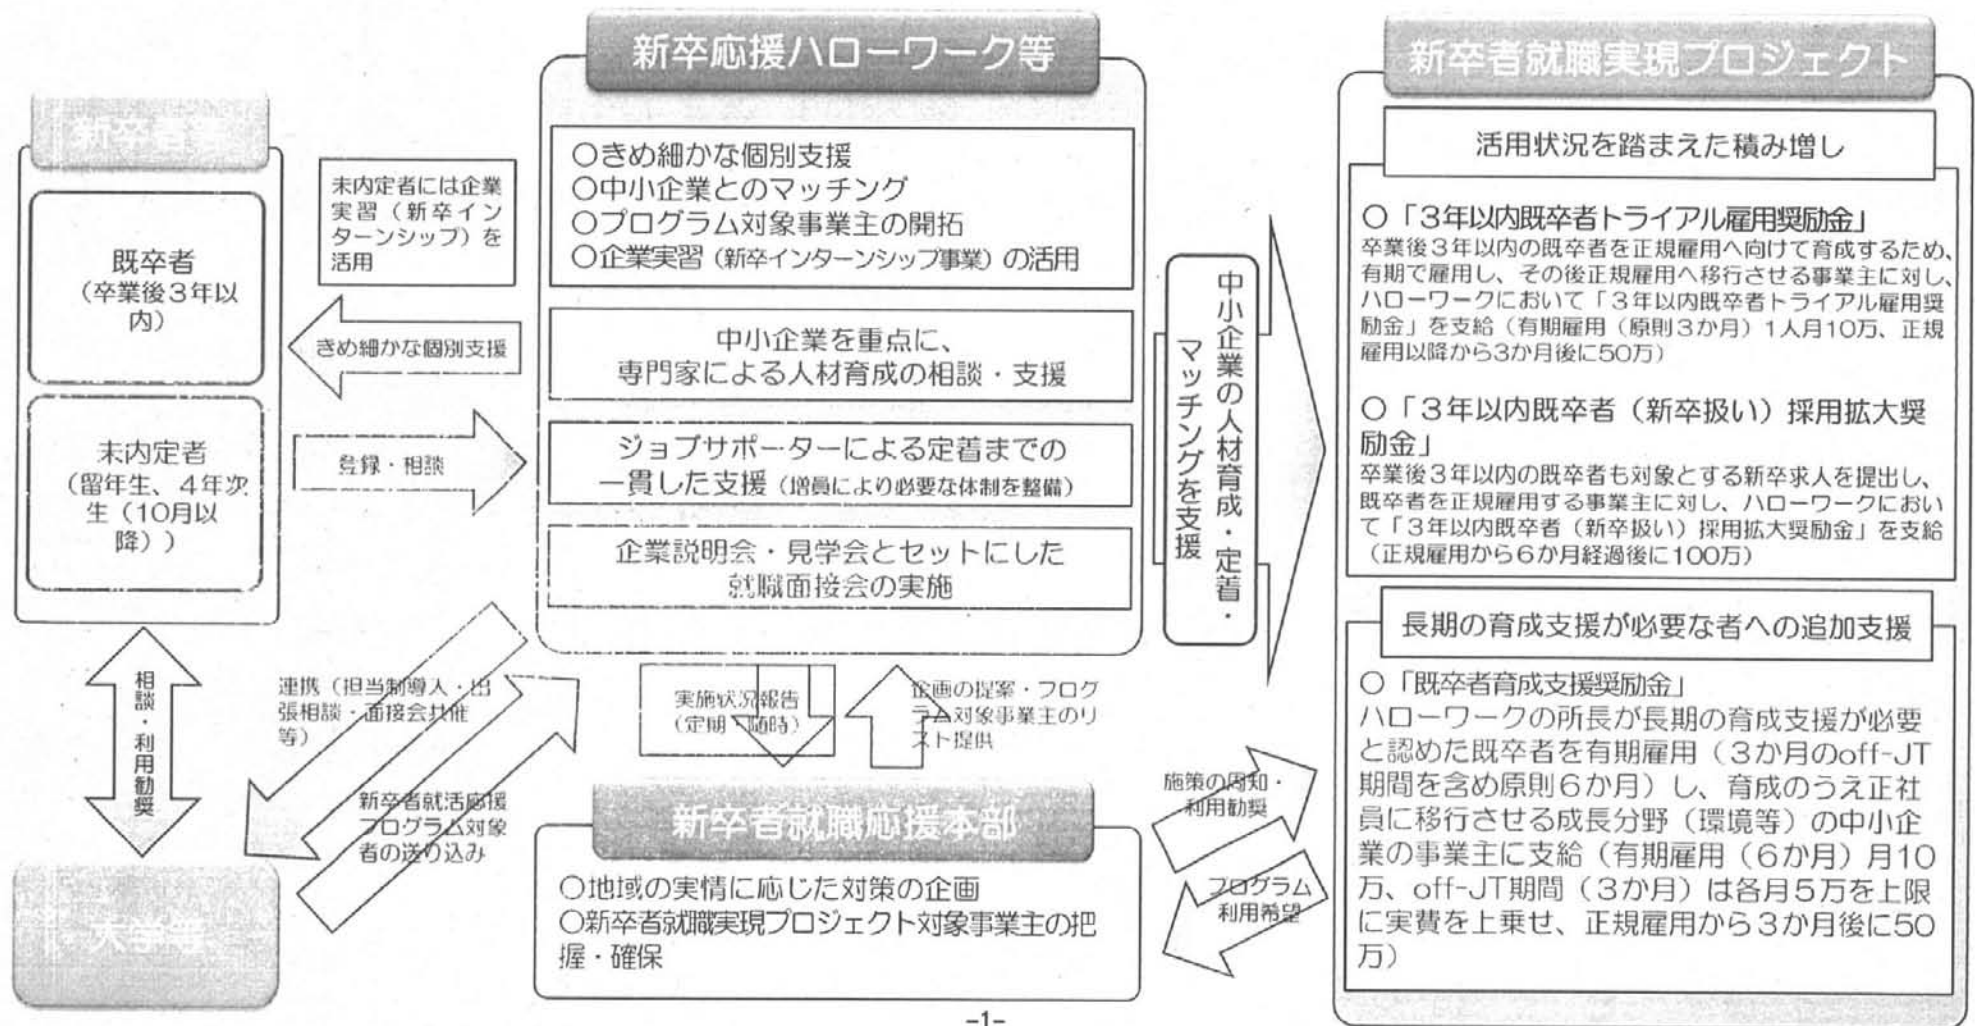 新卒者等
既卒者
（卒業後３年以
内）
未内定者
（留年生、４年次
生（10月以
降））
相談・利用勧奨
大学等
未内定者には企業
実習（新卒イン
ターンシップ）を
活用
きめ細かな個別支援
登録・相談
連携（担当制導入・出
張相談・面接会共催
等）
新卒者就活応援
プログラム対象
者の送り込み
新卒応援ハローワーク等
○きめ細かな個別支援
○中小企業とのマッチング
○プログラム対象事業主の開拓
○企業実習（新卒インターンシップ事業）の活用
中小企業を重点に、
専門家による人材育成の相談・支援
ジョブサポーターによる定着までの
一貫した支援（増員により必要な体制を整備）
企業説明会・見学会とセットにした
就職面接会の実施
実施状況報告
（定期・随時）
企画の提案・プログ
ラム対象事業主のリ
スト提供
新卒者就職応援本部
○地域の実情に応じた対策の企画
○新卒者就職実現プロジェクト対象事業主の把
握・確保
中小企業の人材育成・定着・
マッチングを支援
施策の周知・
利用勧奨
プログラム
利用希望
新卒者就職実現プロジェクト
活用状況を踏まえた積み増し
○「３年以内既卒者トライアル雇用奨励金」
卒業後３年以内の既卒者を正規雇用へ向けて育成するため、
有期で雇用し、その後正規雇用へ移行させる事業主に対し、
ハローワークにおいて「３年以内既卒者トライアル雇用奨
励金」を支給（有期雇用（原則３か月）１人月10万、正規
雇用以降から3か月後に50万）
○「３年以内既卒者（新卒扱い）採用拡大奨
励金」
卒業後３年以内の既卒者も対象とする新卒求人を提出し、
既卒者を正規雇用する事業主に対し、ハローワークにおい
て「３年以内既卒者（新卒扱い）採用拡大奨励金」を支給
（正規雇用から６か月経過後に100万）
長期の育成支援が必要な者への追加支援
○「既卒者育成支援奨励金」
ハローワークの所長が長期の育成支援が必要
と認めた既卒者を有期雇用（３か月のoff-JT
期間を含め原則６か月）し、育成のうえ正社
員に移行させる成長分野（環境等）の中小企
業の事業主に支給（有期雇用（６か月）月10
万、off-JT期間（３か月）は各月５万を上限
に実費を上乗せ、正規雇用から３か月後に50
万）
-1-